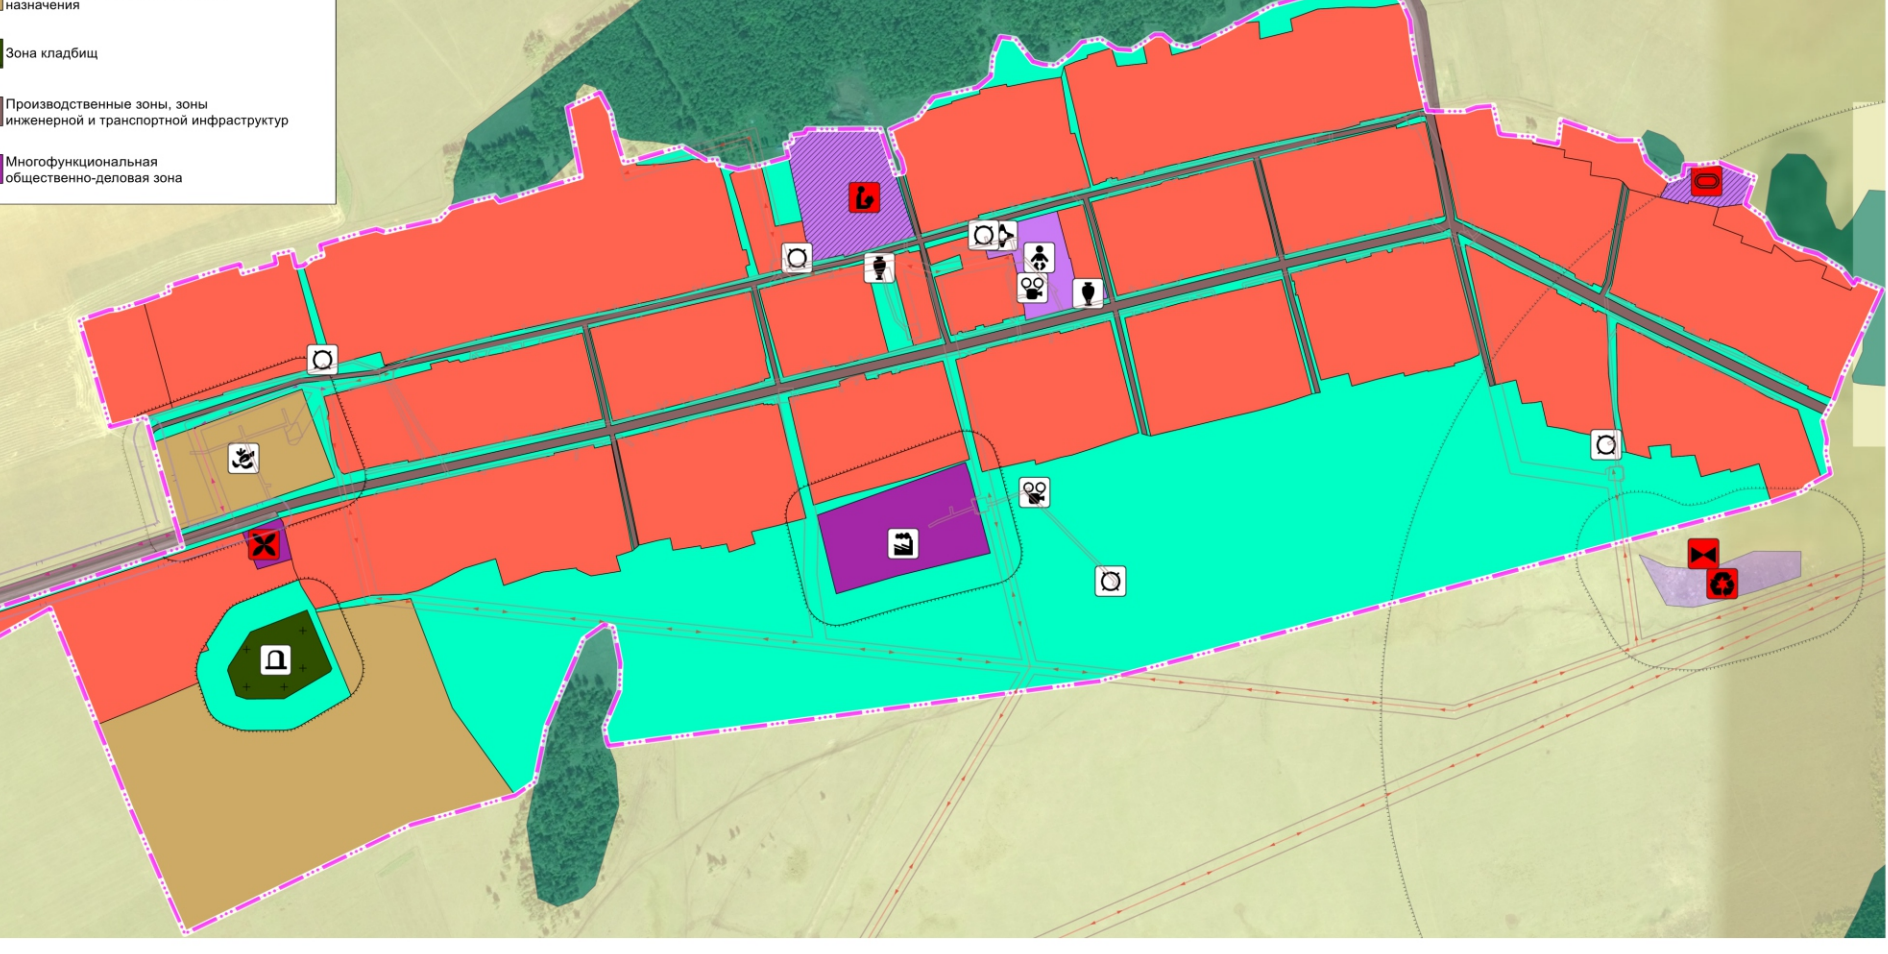 назначения
Зона кладбищ
Производственные зоны, зоны
инженерной и транспортной инфраструктур
Многофункциональная
общественно-деловая зона